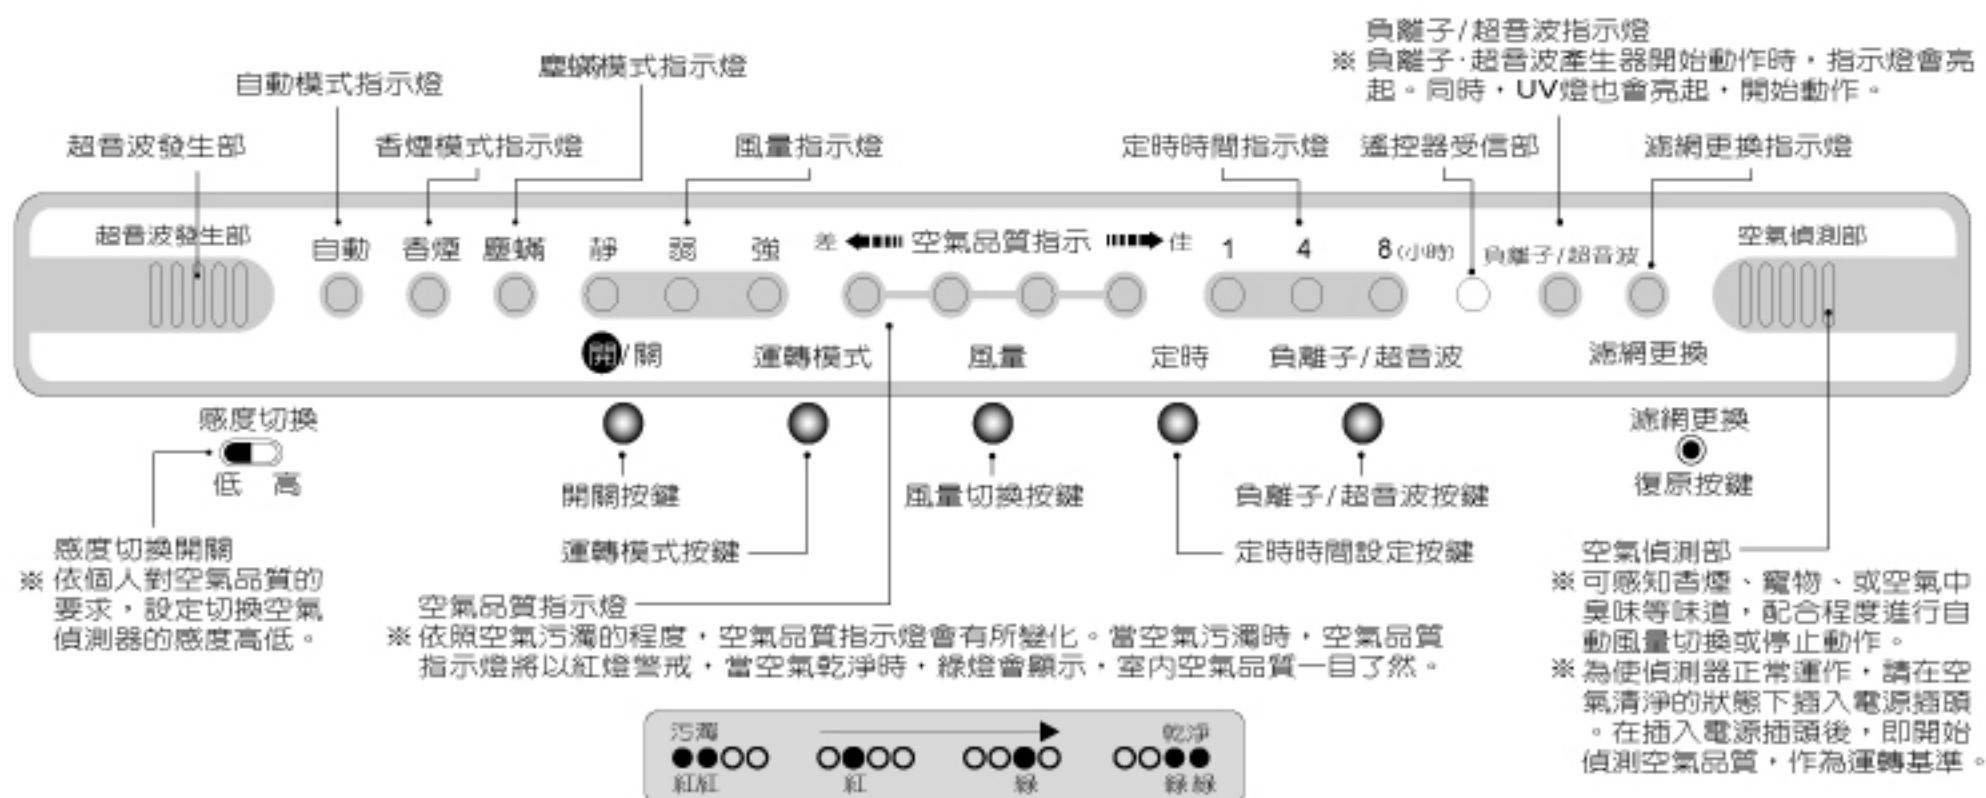 負離子/超音波指示燈
※ 負離子‧超音波產生器開始動作時，指示燈會亮
起。同時，UV燈也會亮起，開始動作。
塵蟎模式指示燈
自動模式指示燈
超音波發生部
香煙模式指示燈
風量指示燈
定時時間指示燈
遙控器受信部
濾網更換指示燈
超音波發生部
自動
香煙
塵蟎
靜
弱
強
差 空氣品質指示 佳
1
4
8 (小時)
負離子/超音波
空氣偵測部
開/關
運轉模式
風量
定時
負離子/超音波
濾網更換
感度切換
低 高
濾網更換
復原按鍵
開關按鍵
風量切換按鍵
負離子/超音波按鍵
運轉模式按鍵
定時時間設定按鍵
感度切換開關
※ 依個人對空氣品質的
要求，設定切換空氣
偵測器的感度高低。
空氣品質指示燈
※ 依照空氣污濁的程度，空氣品質指示燈會有所變化。當空氣污濁時，空氣品質
指示燈將以紅燈警戒，當空氣乾淨時，綠燈會顯示，室內空氣品質一目了然。
空氣偵測部
※ 可感知香煙、寵物、或空氣中
臭味等味道，配合程度進行自
動風量切換或停止動作。
※ 為使偵測器正常運作，請在空
氣清淨的狀態下插入電源插頭
。在插入電源插頭後，即開始
偵測空氣品質，作為運轉基準。
污濁
乾淨
紅紅
紅
綠
綠綠